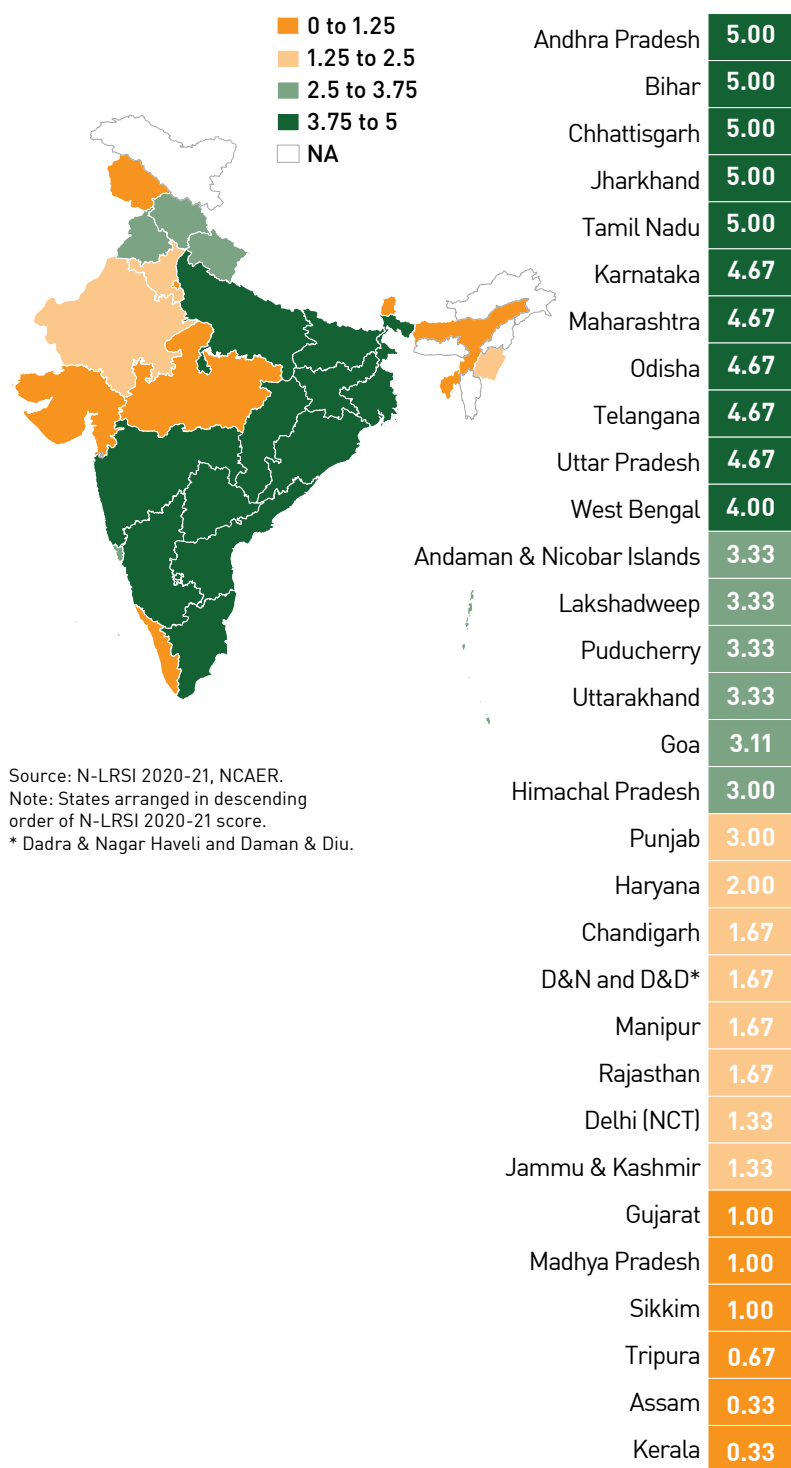 0 to 1.25
1.25 to 2.5
2.5 to 3.75
3.75 to 5
NA
Andhra Pradesh 5.00
Bihar 5.00
Chhattisgarh 5.00
Jharkhand 5.00
Tamil Nadu 5.00
Karnataka 4.67
Maharashtra 4.67
Odisha 4.67
Telangana 4.67
Uttar Pradesh 4.67
West Bengal 4.00
Andaman & Nicobar Islands 3.33
Lakshadweep 3.33
Puducherry 3.33
Uttarakhand 3.33
Goa 3.11
Himachal Pradesh 3.00
Punjab 3.00
Haryana 2.00
Chandigarh 1.67
D&N and D&D* 1.67
Manipur 1.67
Rajasthan 1.67
Delhi (NCT) 1.33
Jammu & Kashmir 1.33
Gujarat 1.00
Madhya Pradesh 1.00
Sikkim 1.00
Tripura 0.67
Assam 0.33
Kerala 0.33
Source: N-LRSI 2020-21, NCAER.
Note: States arranged in descending
order of N-LRSI 2020-21 score.
* Dadra & Nagar Haveli and Daman & Diu.